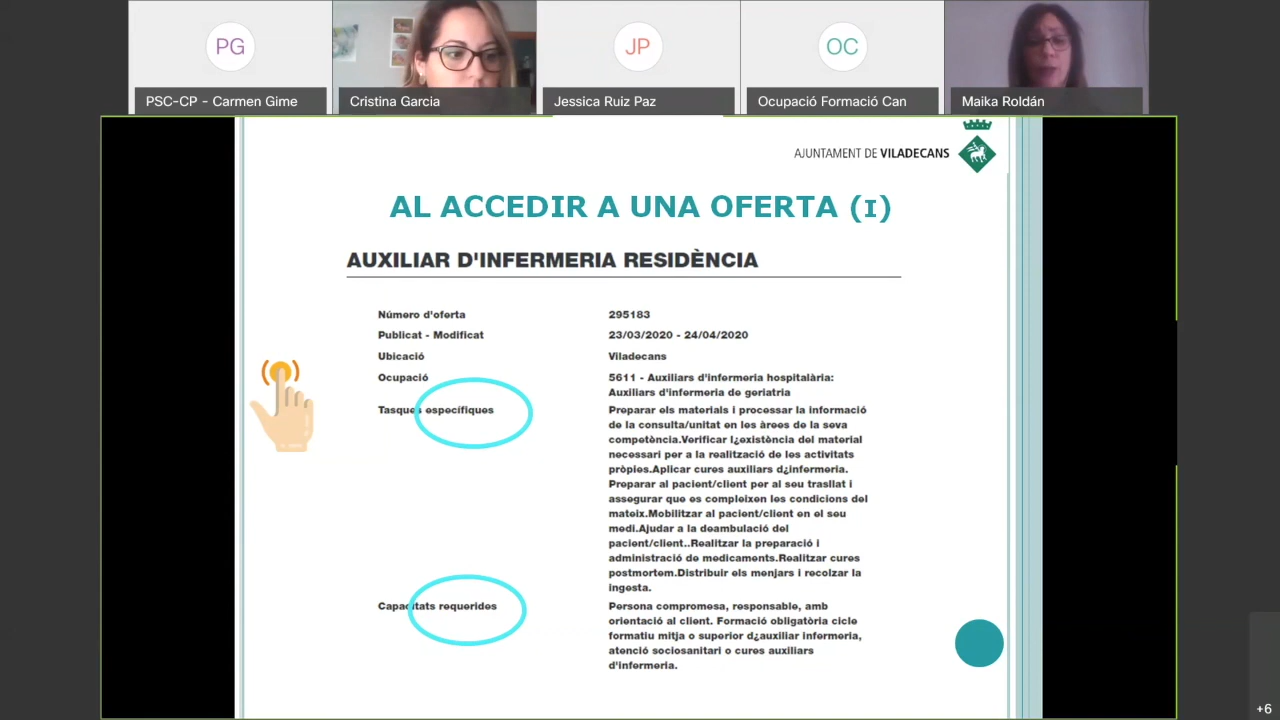 PG
JP
OC
PSC-CP - Carmen Gime
Cristina Garcia
Jessica Ruiz Paz
Ocupació Formació Can
Maika Roldán
AJUNTAMENT DE VILADECANS
AL ACCEDIR A UNA OFERTA (I)
AUXILIAR D'INFERMERIA RESIDÈNCIA
Número d'oferta
295183
Publicat - Modificat
23/03/2020 - 24/04/2020
Ubicació
Viladecans
Ocupació
5611 - Auxiliars d'infermeria hospitalària:
Auxiliars d'infermeria de geriatria
Tasques específiques
Preparar els materials i processar la informació
de la consulta/unitat en les àrees de la seva
competència.Verificar l¿existència del material
necessari per a la realització de les activitats
pròpies.Aplicar cures auxiliars d¿infermeria.
Preparar al pacient/client per al seu trasllat i
assegurar que es compleixen les condicions del
mateix.Mobilitzar al pacient/client en el seu
medi.Ajudar a la deambulació del
pacient/client..Realitzar la preparació i
administració de medicaments.Realitzar cures
postmortem.Distribuir els menjars i recolzar la
ingesta.
Capacitats requerides
Persona compromesa, responsable, amb
orientació al client. Formació obligatòria cicle
formatiu mitja o superior d¿auxiliar infermeria,
atenció sociosanitari o cures auxiliars
d'infermeria.
+6